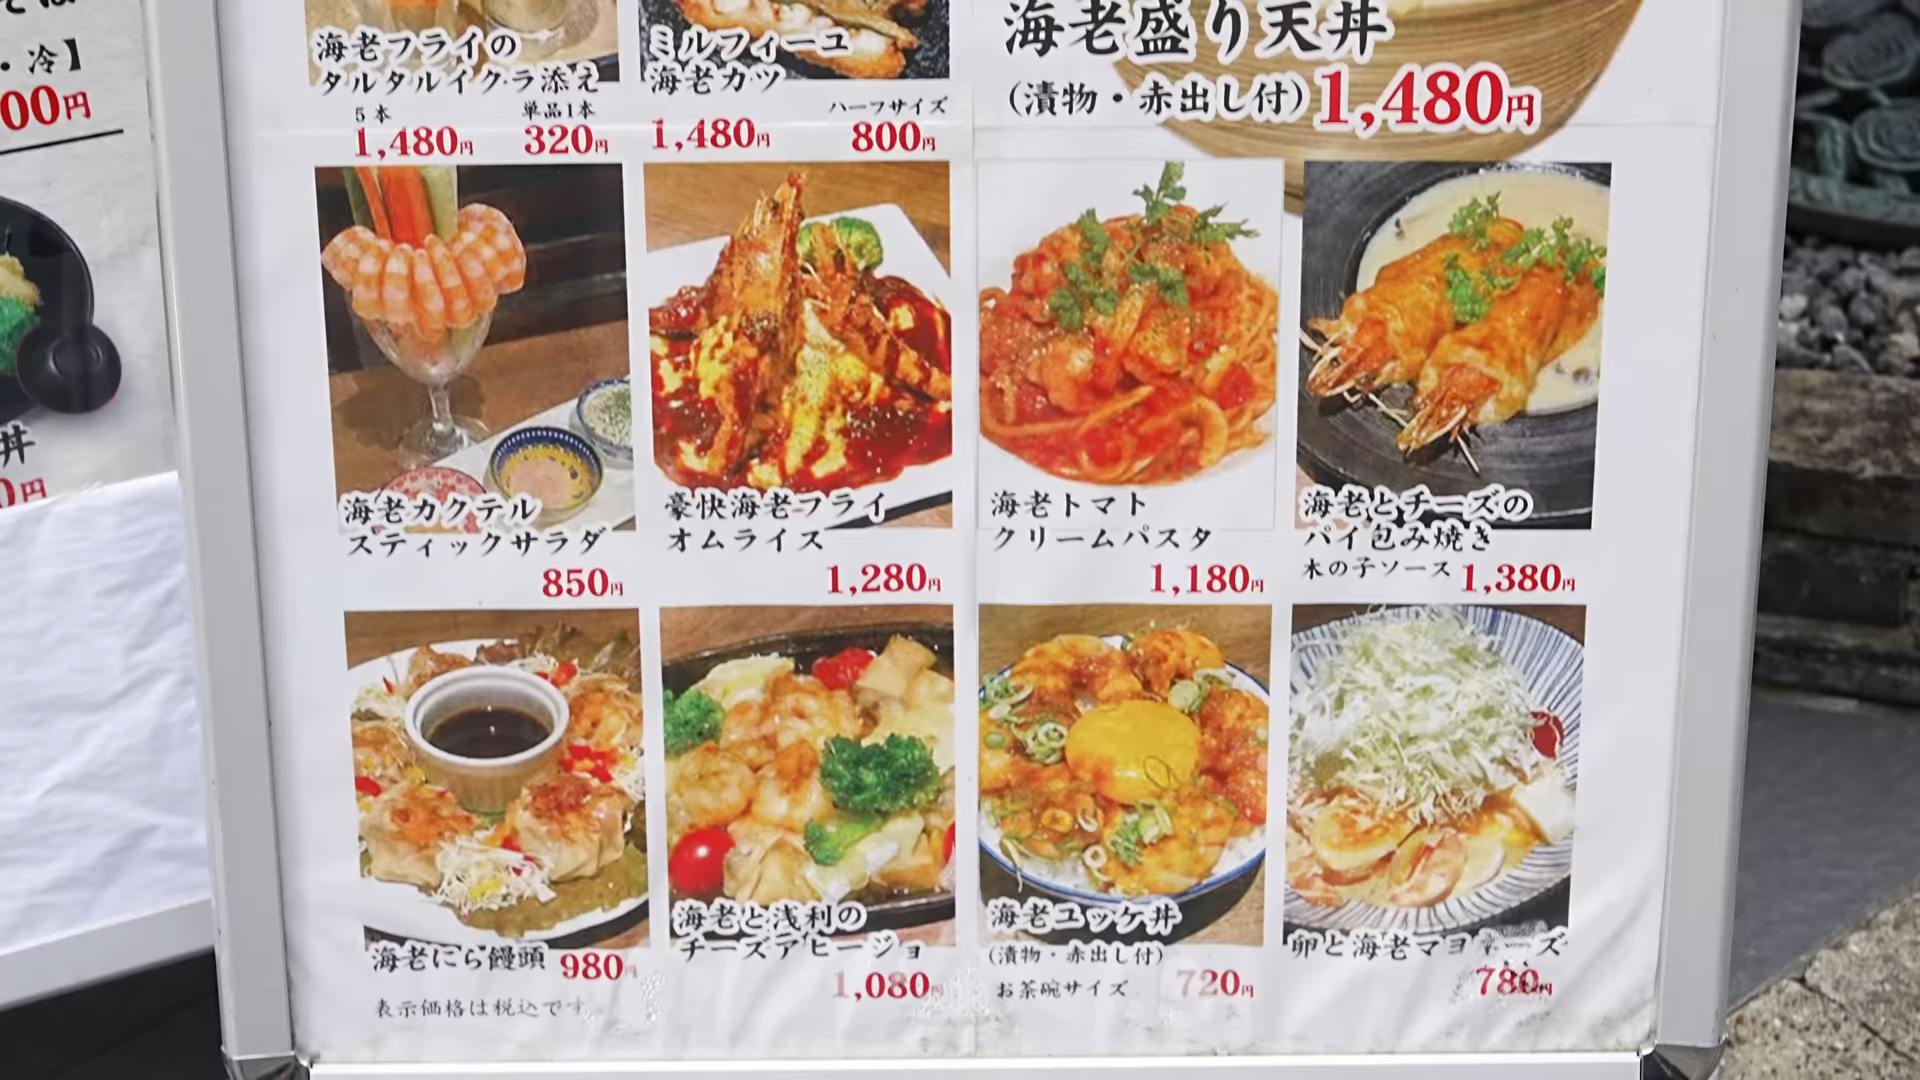 ・冷】
00円
丼
0円
海老フライの
タルタルイクラ添え
5本 単品1本
1,480円 320円
ミルフィーユ
海老カツ
ハーフサイズ
1,480円 800円
海老盛り天丼
(漬物・赤出し付) 1,480円
海老カクテル
スティックサラダ
850円
豪快海老フライ
オムライス
1,280円
海老トマト
クリームパスタ
1,180円
海老とチーズの
パイ包み焼き
木の子ソース 1,380円
海老にら饅頭 980円
表示価格は税込です。
海老と浅利の
チーズアヒージョ
1,080円
海老ユッケ丼
(漬物・赤出し付)
お茶碗サイズ 720円
卵と海老マヨネーズ
780円